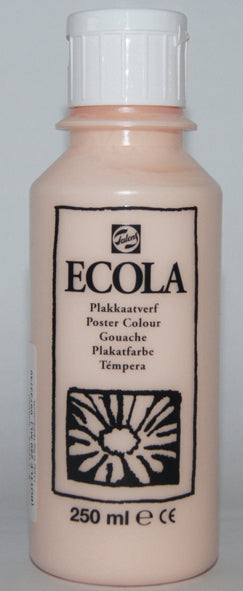 Talens
ECOLA
Plakkaatverf
Poster Colour
Gouache
Plakatfarbe
Témpera
250 ml ℮ CE